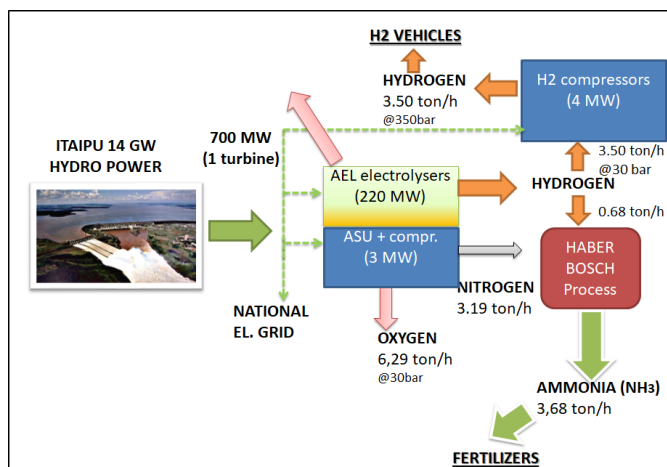 H2 VEHICLES
HYDROGEN
3.50 ton/h
@350bar
H2 compressors
(4 MW)
ITAIPU 14 GW
HYDRO POWER
700 MW
(1 turbine)
3.50 ton/h
@30 bar
AEL electrolysers
(220 MW)
HYDROGEN
0.68 ton/h
ASU + compr.
(3 MW)
HABER
BOSCH
Process
NITROGEN
3.19 ton/h
NATIONAL
EL. GRID
OXYGEN
6,29 ton/h
@30bar
AMMONIA (NH3)
3,68 ton/h
FERTILIZERS